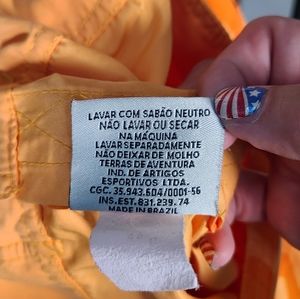 LAVAR COM SABÃO NEUTRO
NÃO LAVAR OU SECAR
NA MÁQUINA
LAVAR SEPARADAMENTE
NÃO DEIXAR DE MOLHO
TERRAS DE AVENTURA
IND. DE ARTIGOS
ESPORTIVOS LTDA.
CGC. 35.943.604/0001-56
INS.EST.831.239.74
MADE IN BRAZIL